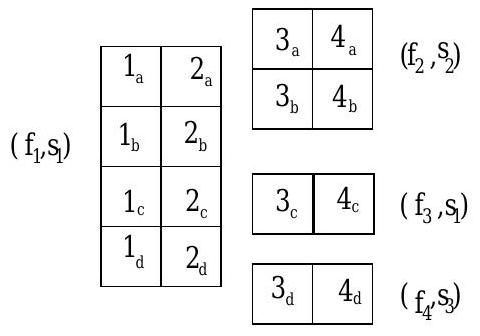 (f₁,s₁)
1ₐ 2ₐ
1b 2b
1c 2c
1d 2d
3ₐ 4ₐ
3b 4b
(f₂,s₂)
3c 4c
(f₃,s₁)
3d 4d
(f₄,s₃)